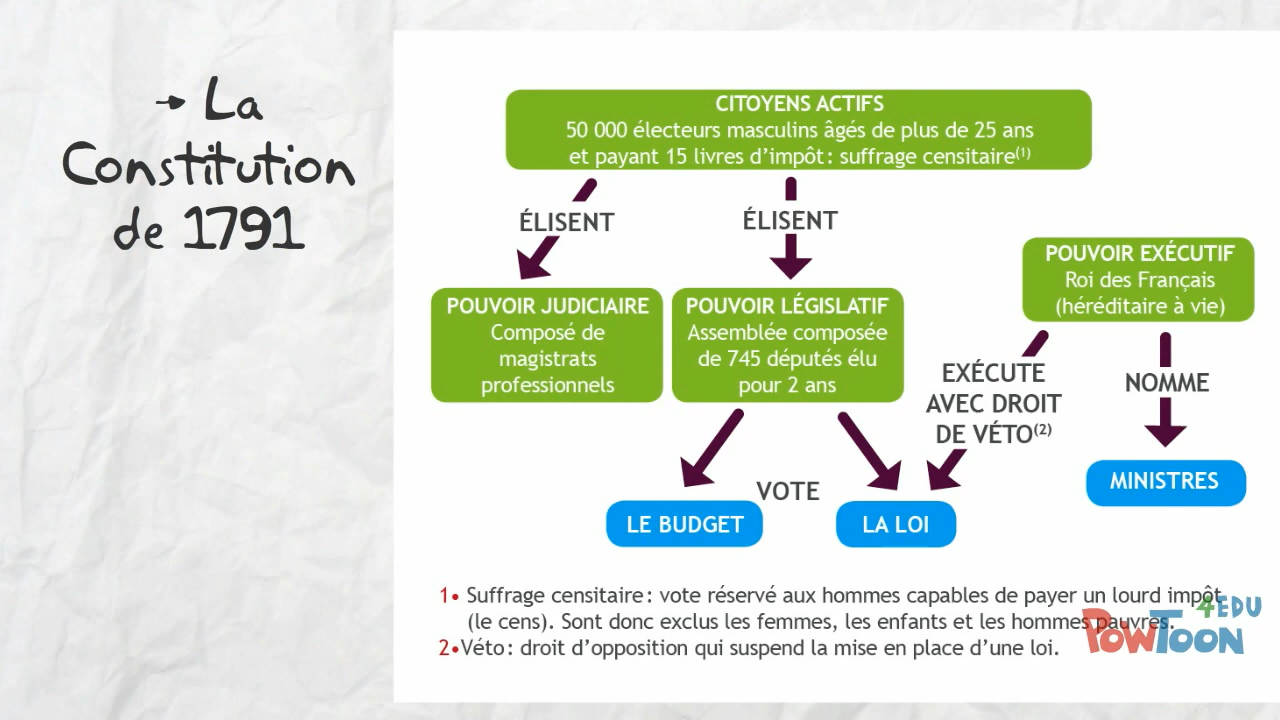 → La
Constitution
de 1791
CITOYENS ACTIFS
50 000 électeurs masculins âgés de plus de 25 ans
et payant 15 livres d'impôt : suffrage censitaire(1)
ÉLISENT
ÉLISENT
POUVOIR EXÉCUTIF
Roi des Français
(héréditaire à vie)
POUVOIR JUDICIAIRE
Composé de
magistrats
professionnels
POUVOIR LÉGISLATIF
Assemblée composée
de 745 députés élu
pour 2 ans
EXÉCUTE
AVEC DROIT
DE VÉTO(2)
NOMME
VOTE
MINISTRES
LE BUDGET
LA LOI
1• Suffrage censitaire : vote réservé aux hommes capables de payer un lourd impôt
(le cens). Sont donc exclus les femmes, les enfants et les hommes pauvres.
2•Véto : droit d'opposition qui suspend la mise en place d'une loi.
4EDU
POWTOON